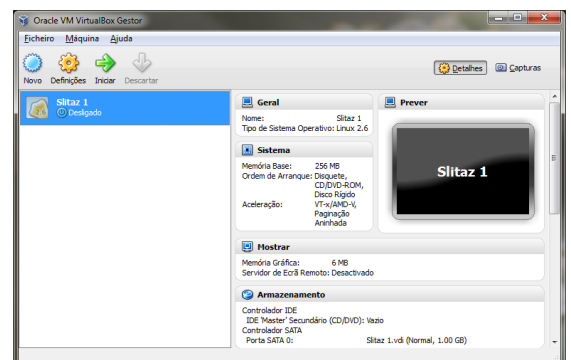 Oracle VM VirtualBox Gestor
Ficheiro Máquina Ajuda
Novo Definições Iniciar Descartar
Detalhes Capturas
Slitaz 1
Desligado
Geral
Nome: Slitaz 1
Tipo de Sistema Operativo: Linux 2.6
Prever
Slitaz 1
Sistema
Memória Base: 256 MB
Ordem de Arranque: Disquete,
CD/DVD-ROM,
Disco Rígido
Aceleração: VT-x/AMD-V,
Paginação
Aninhada
Mostrar
Memória Gráfica: 6 MB
Servidor de Ecrã Remoto: Desactivado
Armazenamento
Controlador IDE
IDE 'Master' Secundário (CD/DVD): Vazio
Controlador SATA
Porta SATA 0: Slitaz 1.vdi (Normal, 1.00 GB)